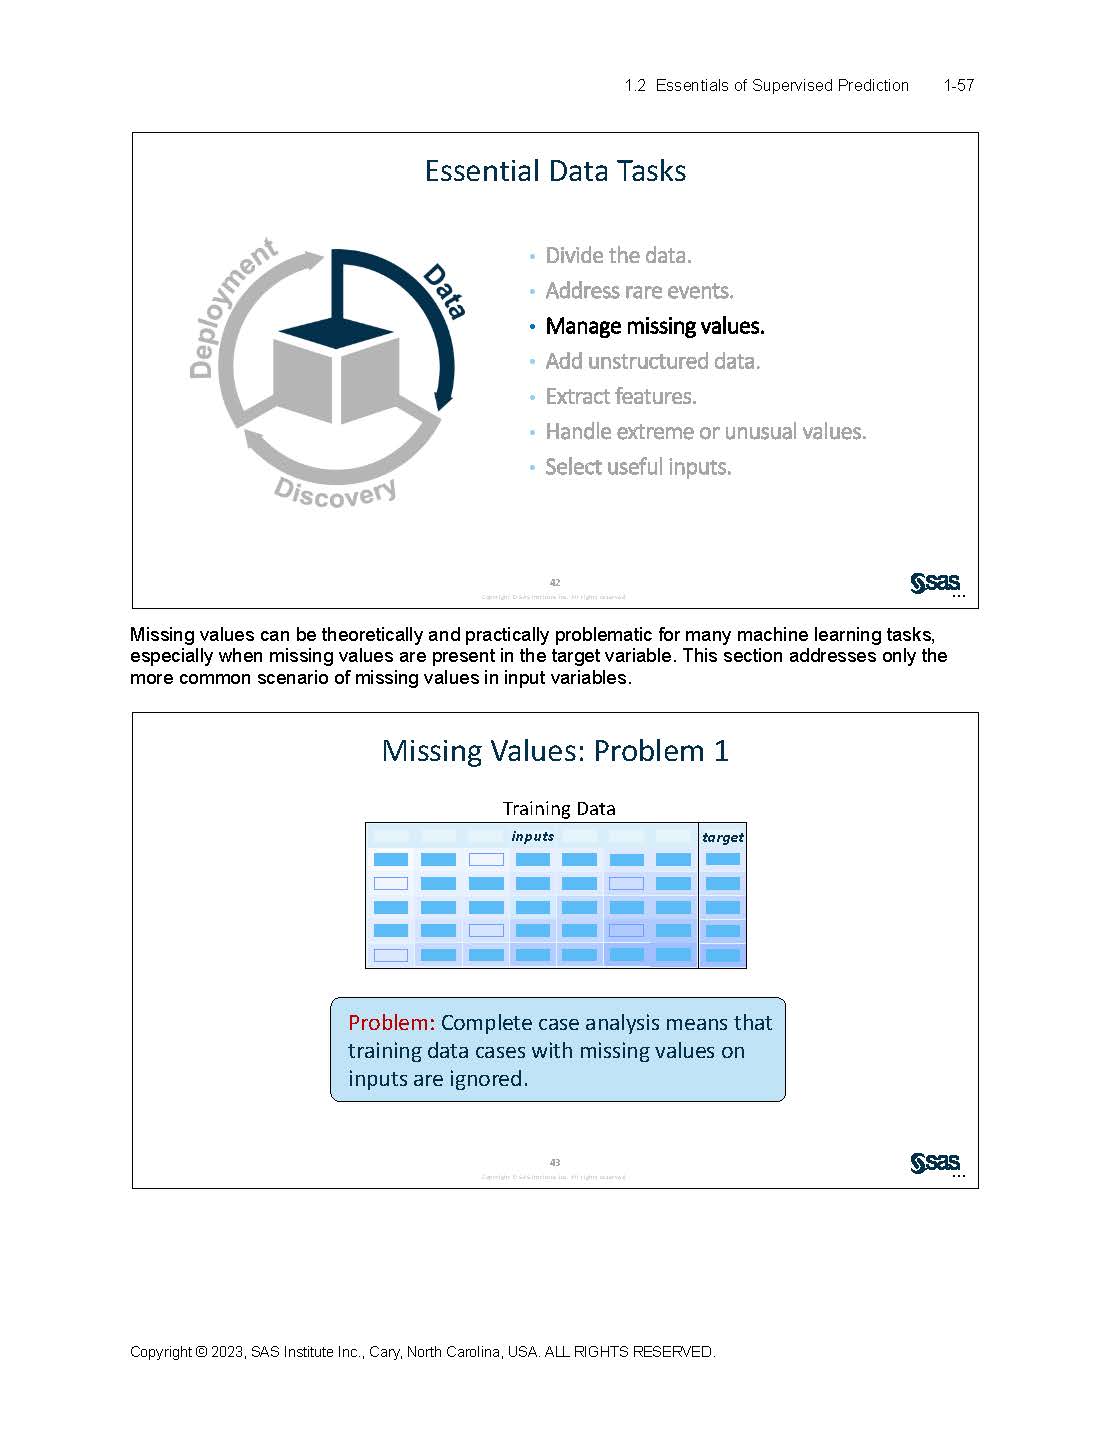 1.2 Essentials of Supervised Prediction 1-57
Essential Data Tasks
Deployment
Data
Discovery
• Divide the data.
• Address rare events.
• Manage missing values.
• Add unstructured data.
• Extract features.
• Handle extreme or unusual values.
• Select useful inputs.
42
Copyright © SAS Institute Inc. All rights reserved.
sas
...
Missing values can be theoretically and practically problematic for many machine learning tasks,
especially when missing values are present in the target variable. This section addresses only the
more common scenario of missing values in input variables.
Missing Values: Problem 1
Training Data
inputs target
Problem: Complete case analysis means that
training data cases with missing values on
inputs are ignored.
43
Copyright © SAS Institute Inc. All rights reserved.
sas
...
Copyright © 2023, SAS Institute Inc., Cary, North Carolina, USA. ALL RIGHTS RESERVED.